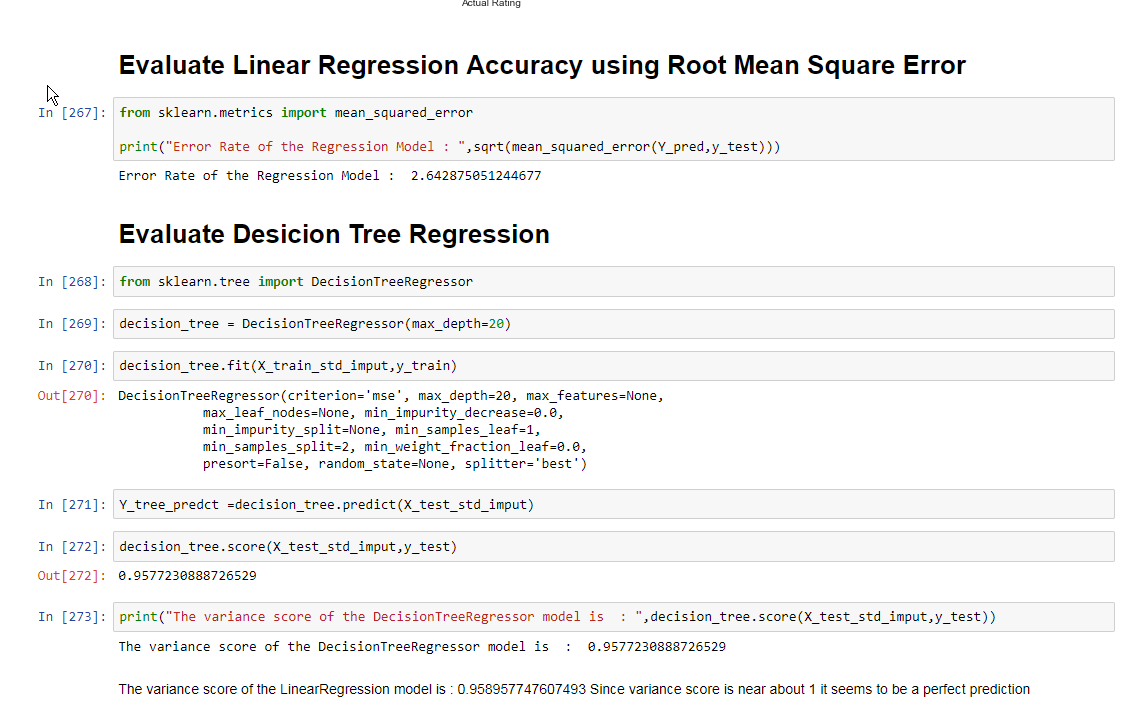 Actual Rating
Evaluate Linear Regression Accuracy using Root Mean Square Error
In [267]: from sklearn.metrics import mean_squared_error
print("Error Rate of the Regression Model : ",sqrt(mean_squared_error(Y_pred,y_test)))
Error Rate of the Regression Model :  2.642875051244677
Evaluate Desicion Tree Regression
In [268]: from sklearn.tree import DecisionTreeRegressor
In [269]: decision_tree = DecisionTreeRegressor(max_depth=20)
In [270]: decision_tree.fit(X_train_std_imput,y_train)
Out[270]: DecisionTreeRegressor(criterion='mse', max_depth=20, max_features=None,
max_leaf_nodes=None, min_impurity_decrease=0.0,
min_impurity_split=None, min_samples_leaf=1,
min_samples_split=2, min_weight_fraction_leaf=0.0,
presort=False, random_state=None, splitter='best')
In [271]: Y_tree_predct =decision_tree.predict(X_test_std_imput)
In [272]: decision_tree.score(X_test_std_imput,y_test)
Out[272]: 0.9577230888726529
In [273]: print("The variance score of the DecisionTreeRegressor model is  : ",decision_tree.score(X_test_std_imput,y_test))
The variance score of the DecisionTreeRegressor model is  :  0.9577230888726529
The variance score of the LinearRegression model is : 0.958957747607493 Since variance score is near about 1 it seems to be a perfect prediction